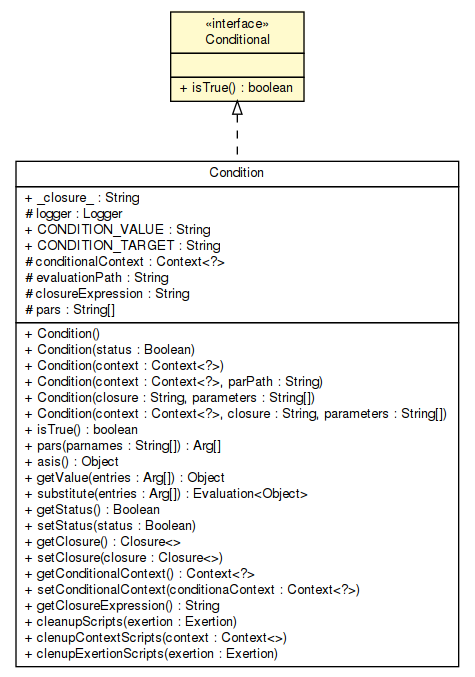 «interface»
Conditional
+ isTrue() : boolean
Condition
+ _closure_ : String
# logger : Logger
+ CONDITION_VALUE : String
+ CONDITION_TARGET : String
# conditionalContext : Context<?>
# evaluationPath : String
# closureExpression : String
# pars : String[]
+ Condition()
+ Condition(status : Boolean)
+ Condition(context : Context<?>)
+ Condition(context : Context<?>, parPath : String)
+ Condition(closure : String, parameters : String[])
+ Condition(context : Context<?>, closure : String, parameters : String[])
+ isTrue() : boolean
+ pars(parnames : String[]) : Arg[]
+ asis() : Object
+ getValue(entries : Arg[]) : Object
+ substitute(entries : Arg[]) : Evaluation<Object>
+ getStatus() : Boolean
+ setStatus(status : Boolean)
+ getClosure() : Closure<>
+ setClosure(closure : Closure<>)
+ getConditionalContext() : Context<?>
+ setConditionalContext(conditionaContext : Context<?>)
+ getClosureExpression() : String
+ cleanupScripts(exertion : Exertion)
+ clenupContextScripts(context : Context<>)
+ clenupExertionScripts(exertion : Exertion)